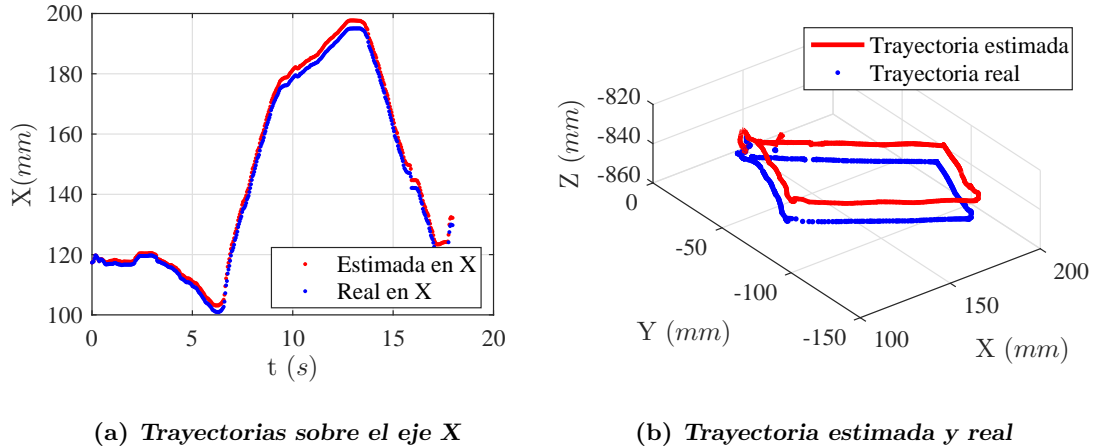 200
180
160
140
120
100
X(mm)
0
5
10
15
20
t (s)
Estimada en X
Real en X
(a) Trayectorias sobre el eje X
Trayectoria estimada
Trayectoria real
-820
-840
-860
Z (mm)
0
-50
-100
-150
Y (mm)
100
150
200
X (mm)
(b) Trayectoria estimada y real